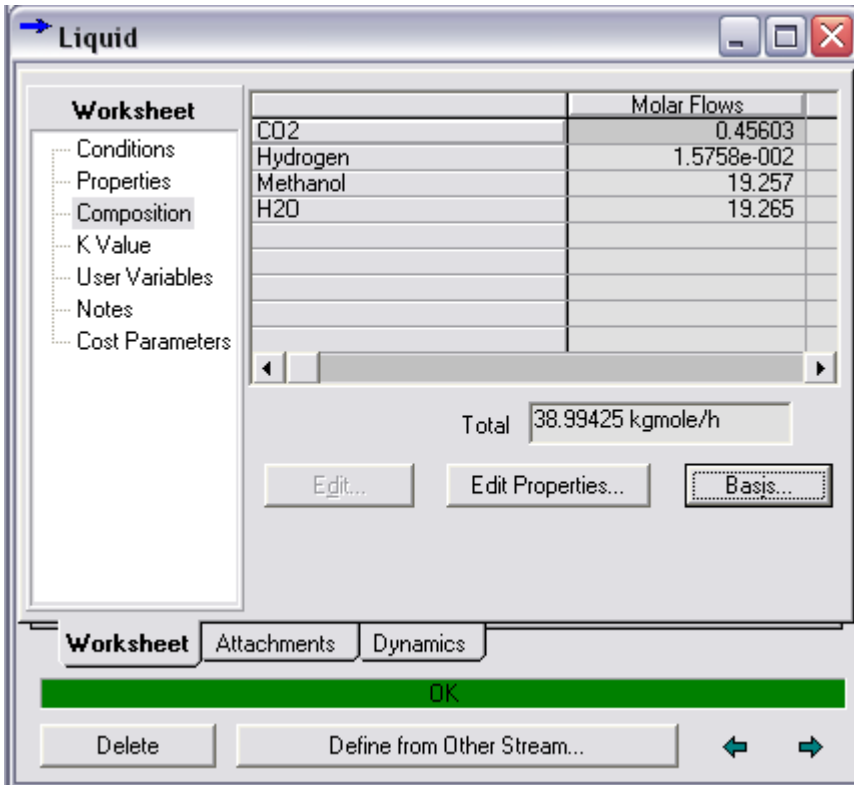 Liquid
Worksheet
Conditions
Properties
Composition
K Value
User Variables
Notes
Cost Parameters
Molar Flows
CO2 0.45603
Hydrogen 1.5758e-002
Methanol 19.257
H2O 19.265
Total 38.99425 kgmole/h
Edit... Edit Properties... Basis...
Worksheet Attachments Dynamics
OK
Delete Define from Other Stream...